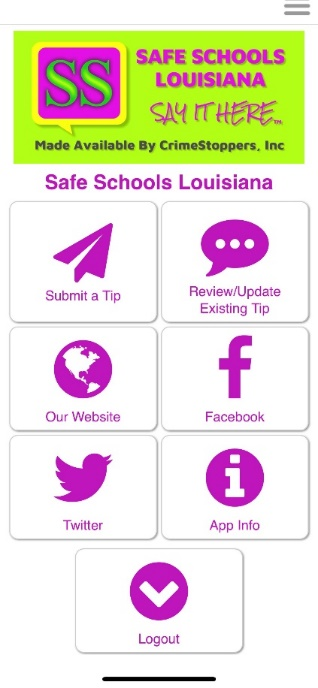 SS
SAFE SCHOOLS
LOUISIANA
SAY IT HERE™
Made Available By CrimeStoppers, Inc
Safe Schools Louisiana
Submit a Tip
Review/Update
Existing Tip
Our Website
Facebook
Twitter
App Info
Logout